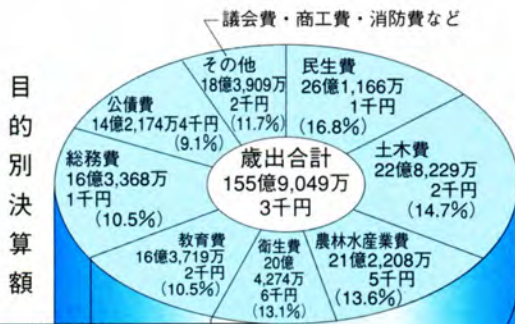 議会費・商工費・消防費など
目的別決算額
歳出合計
155億9,049万
3千円
民生費
26億1,166万
1千円
(16.8%)
土木費
22億8,229万
2千円
(14.7%)
農林水産業費
21億2,208万
5千円
(13.6%)
衛生費
20億
4,274万
6千円
(13.1%)
教育費
16億3,719万
2千円
(10.5%)
総務費
16億3,368万
1千円
(10.5%)
公債費
14億2,174万4千円
(9.1%)
その他
18億3,909万
2千円
(11.7%)